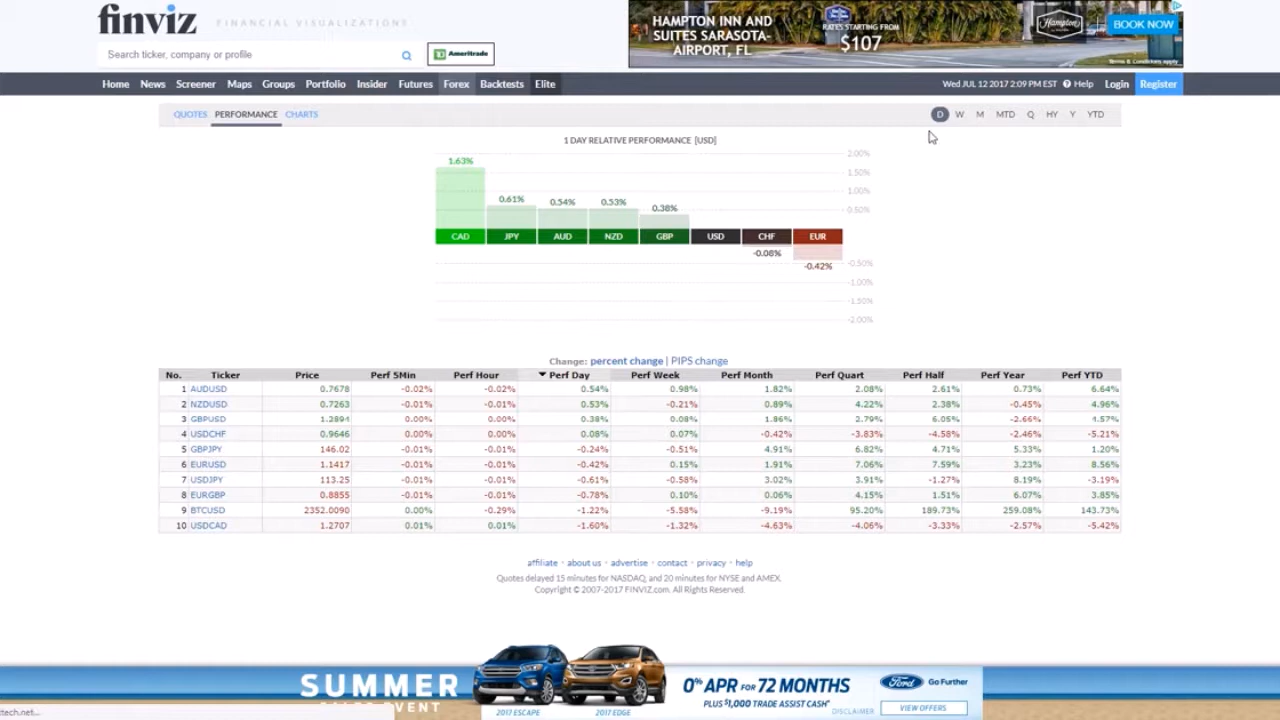 finviz FINANCIAL VISUALIZATIONS
HAMPTON INN AND
SUITES SARASOTA-
AIRPORT, FL
RATES STARTING FROM
$107
Hampton
BOOK NOW
Terms & Conditions apply
Search ticker, company or profile
Ameritrade
Home News Screener Maps Groups Portfolio Insider Futures Forex Backtests Elite
Wed JUL 12 2017 2:09 PM EST Help Login Register
QUOTES PERFORMANCE CHARTS
D W M MTD Q HY Y YTD
1 DAY RELATIVE PERFORMANCE [USD]
2.00%
1.63%
1.50%
1.00%
0.61% 0.54% 0.53% 0.38%
0.50%
CAD JPY AUD NZD GBP USD CHF EUR
-0.08%
-0.42%
-0.50%
-1.00%
-1.50%
-2.00%
Change: percent change | PIPS change
No. Ticker Price Perf 5Min Perf Hour Perf Day Perf Week Perf Month Perf Quart Perf Half Perf Year Perf YTD
1 AUDUSD 0.7678 -0.02% -0.02% 0.54% 0.98% 1.82% 2.08% 2.61% 0.73% 6.64%
2 NZDUSD 0.7263 -0.01% -0.01% 0.53% -0.21% 0.89% 4.22% 2.38% -0.45% 4.96%
3 GBPUSD 1.2894 0.00% 0.00% 0.38% 0.08% 1.86% 2.79% 6.05% -2.66% 4.57%
4 USDCHF 0.9646 0.00% 0.00% 0.08% 0.07% -0.42% -3.83% -4.58% -2.46% -5.21%
5 GBPJPY 146.02 -0.01% -0.01% -0.24% -0.51% 4.91% 6.82% 4.71% 5.33% 1.20%
6 EURUSD 1.1417 -0.01% -0.01% -0.42% 0.15% 1.91% 7.06% 7.59% 3.23% 8.56%
7 USDJPY 113.25 -0.01% -0.01% -0.61% -0.58% 3.02% 3.91% -1.27% 8.19% -3.19%
8 EURGBP 0.8855 -0.01% -0.01% -0.78% 0.10% 0.06% 4.15% 1.51% 6.07% 3.85%
9 BTCUSD 2352.0090 0.00% -0.29% -1.22% -5.58% -9.19% 95.20% 189.73% 259.08% 143.73%
10 USDCAD 1.2707 0.01% 0.01% -1.60% -1.32% -4.63% -4.06% -3.33% -2.57% -5.42%
affiliate · about us · advertise · contact · privacy · help
Quotes delayed 15 minutes for NASDAQ, and 20 minutes for NYSE and AMEX.
Copyright © 2007-2017 FINVIZ.com. All Rights Reserved.
SUMMER
EVENT
2017 ESCAPE 2017 EDGE
0% APR FOR 72 MONTHS
PLUS $1,000 TRADE ASSIST CASH*
DISCLAIMER
Ford Go Further
VIEW OFFERS
tech.net...